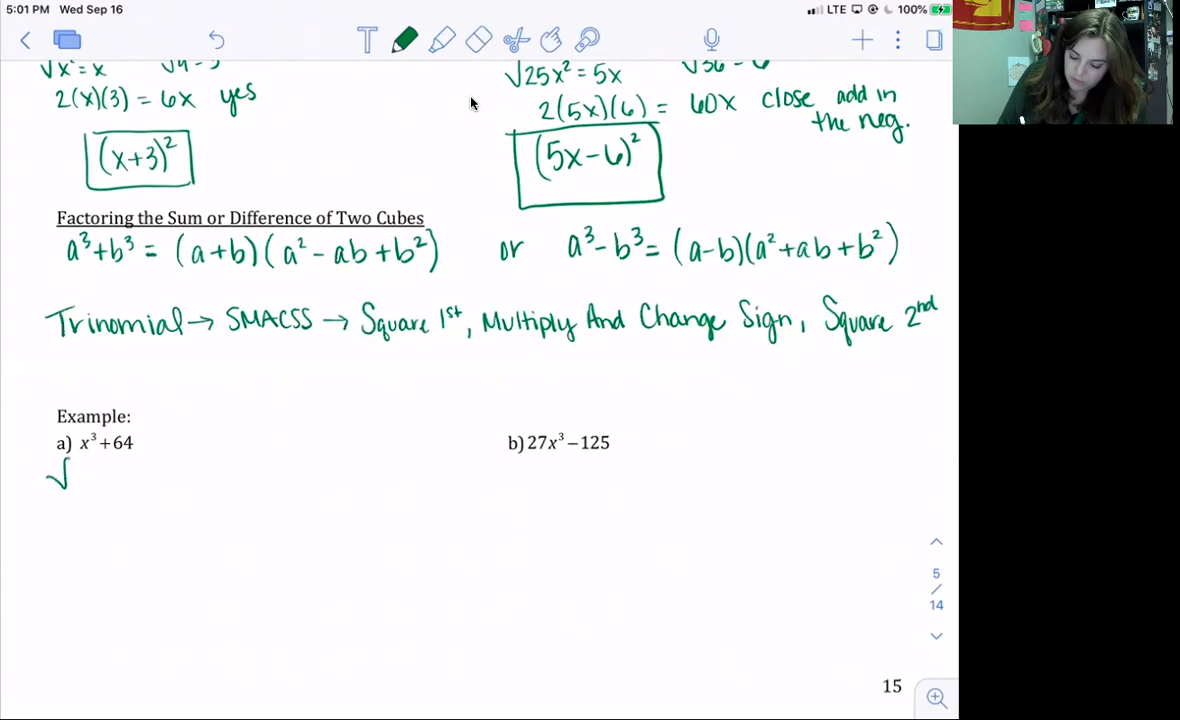 5:01 PM Wed Sep 16
LTE 100%
2(x)(3) = 6x yes
(x+3)²
√25x² = 5x
2(5x)(6) = 60x close add in the neg.
(5x-6)²
Factoring the Sum or Difference of Two Cubes
a³+b³ = (a+b)(a² - ab + b²) or a³-b³ = (a-b)(a²+ab+b²)
Trinomial → SMACSS → Square 1st, Multiply And Change Sign, Square 2nd
Example:
a) x³+64 b) 27x³−125
√
5
/
14
15